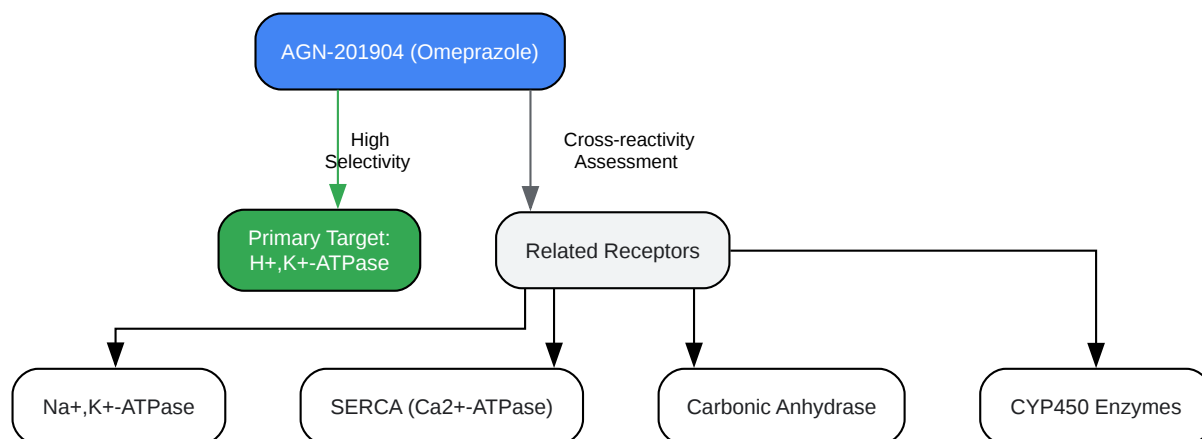 AGN-201904 (Omeprazole)
High
Selectivity
Cross-reactivity
Assessment
Primary Target:
H+,K+-ATPase
Related Receptors
Na+,K+-ATPase
SERCA (Ca2+-ATPase)
Carbonic Anhydrase
CYP450 Enzymes